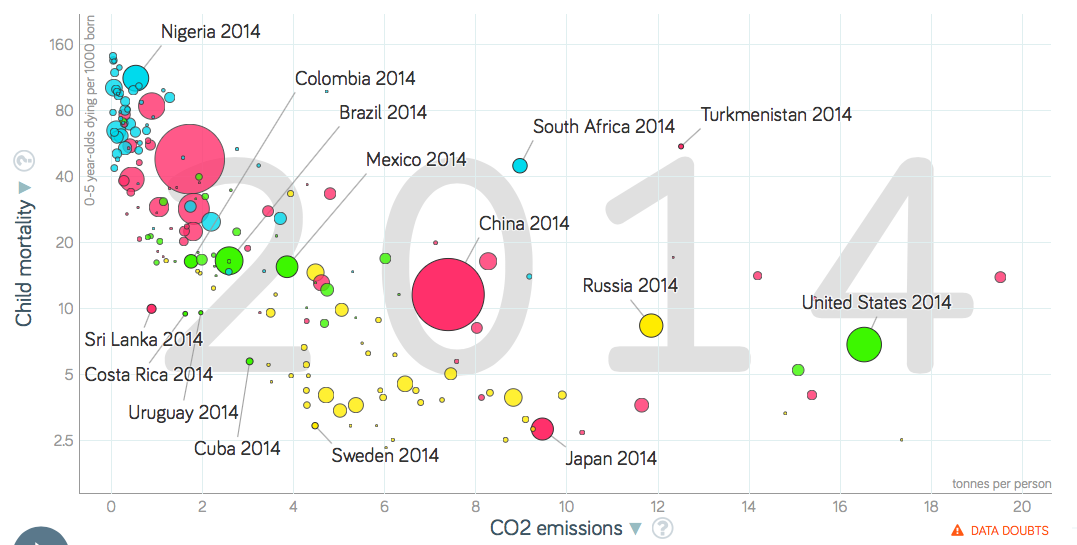 Nigeria 2014
Colombia 2014
Brazil 2014
Mexico 2014
South Africa 2014
Turkmenistan 2014
China 2014
Russia 2014
United States 2014
Sri Lanka 2014
Costa Rica 2014
Uruguay 2014
Cuba 2014
Sweden 2014
Japan 2014
2014
160
80
40
20
10
5
2.5
0-5 year-olds dying per 1000 born
Child mortality ▼ ?
tonnes per person
0 2 4 6 8 10 12 14 16 18 20
CO2 emissions ▼ ?
DATA DOUBTS